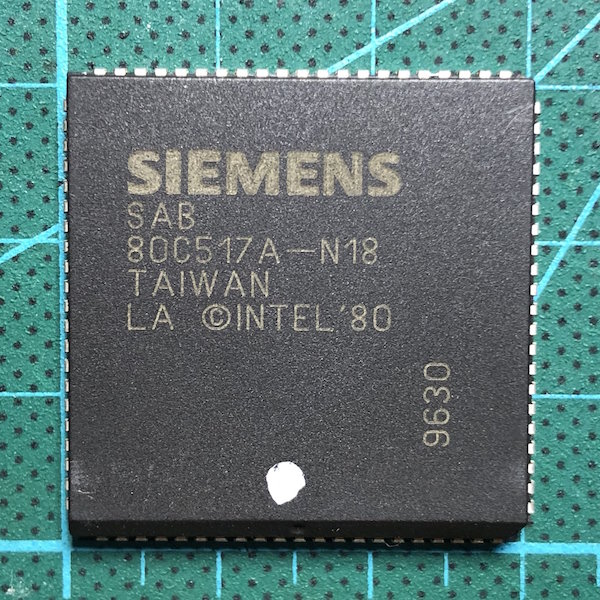 SIEMENS
SAB
80C517A-N18
TAIWAN
LA ©INTEL'80
9630